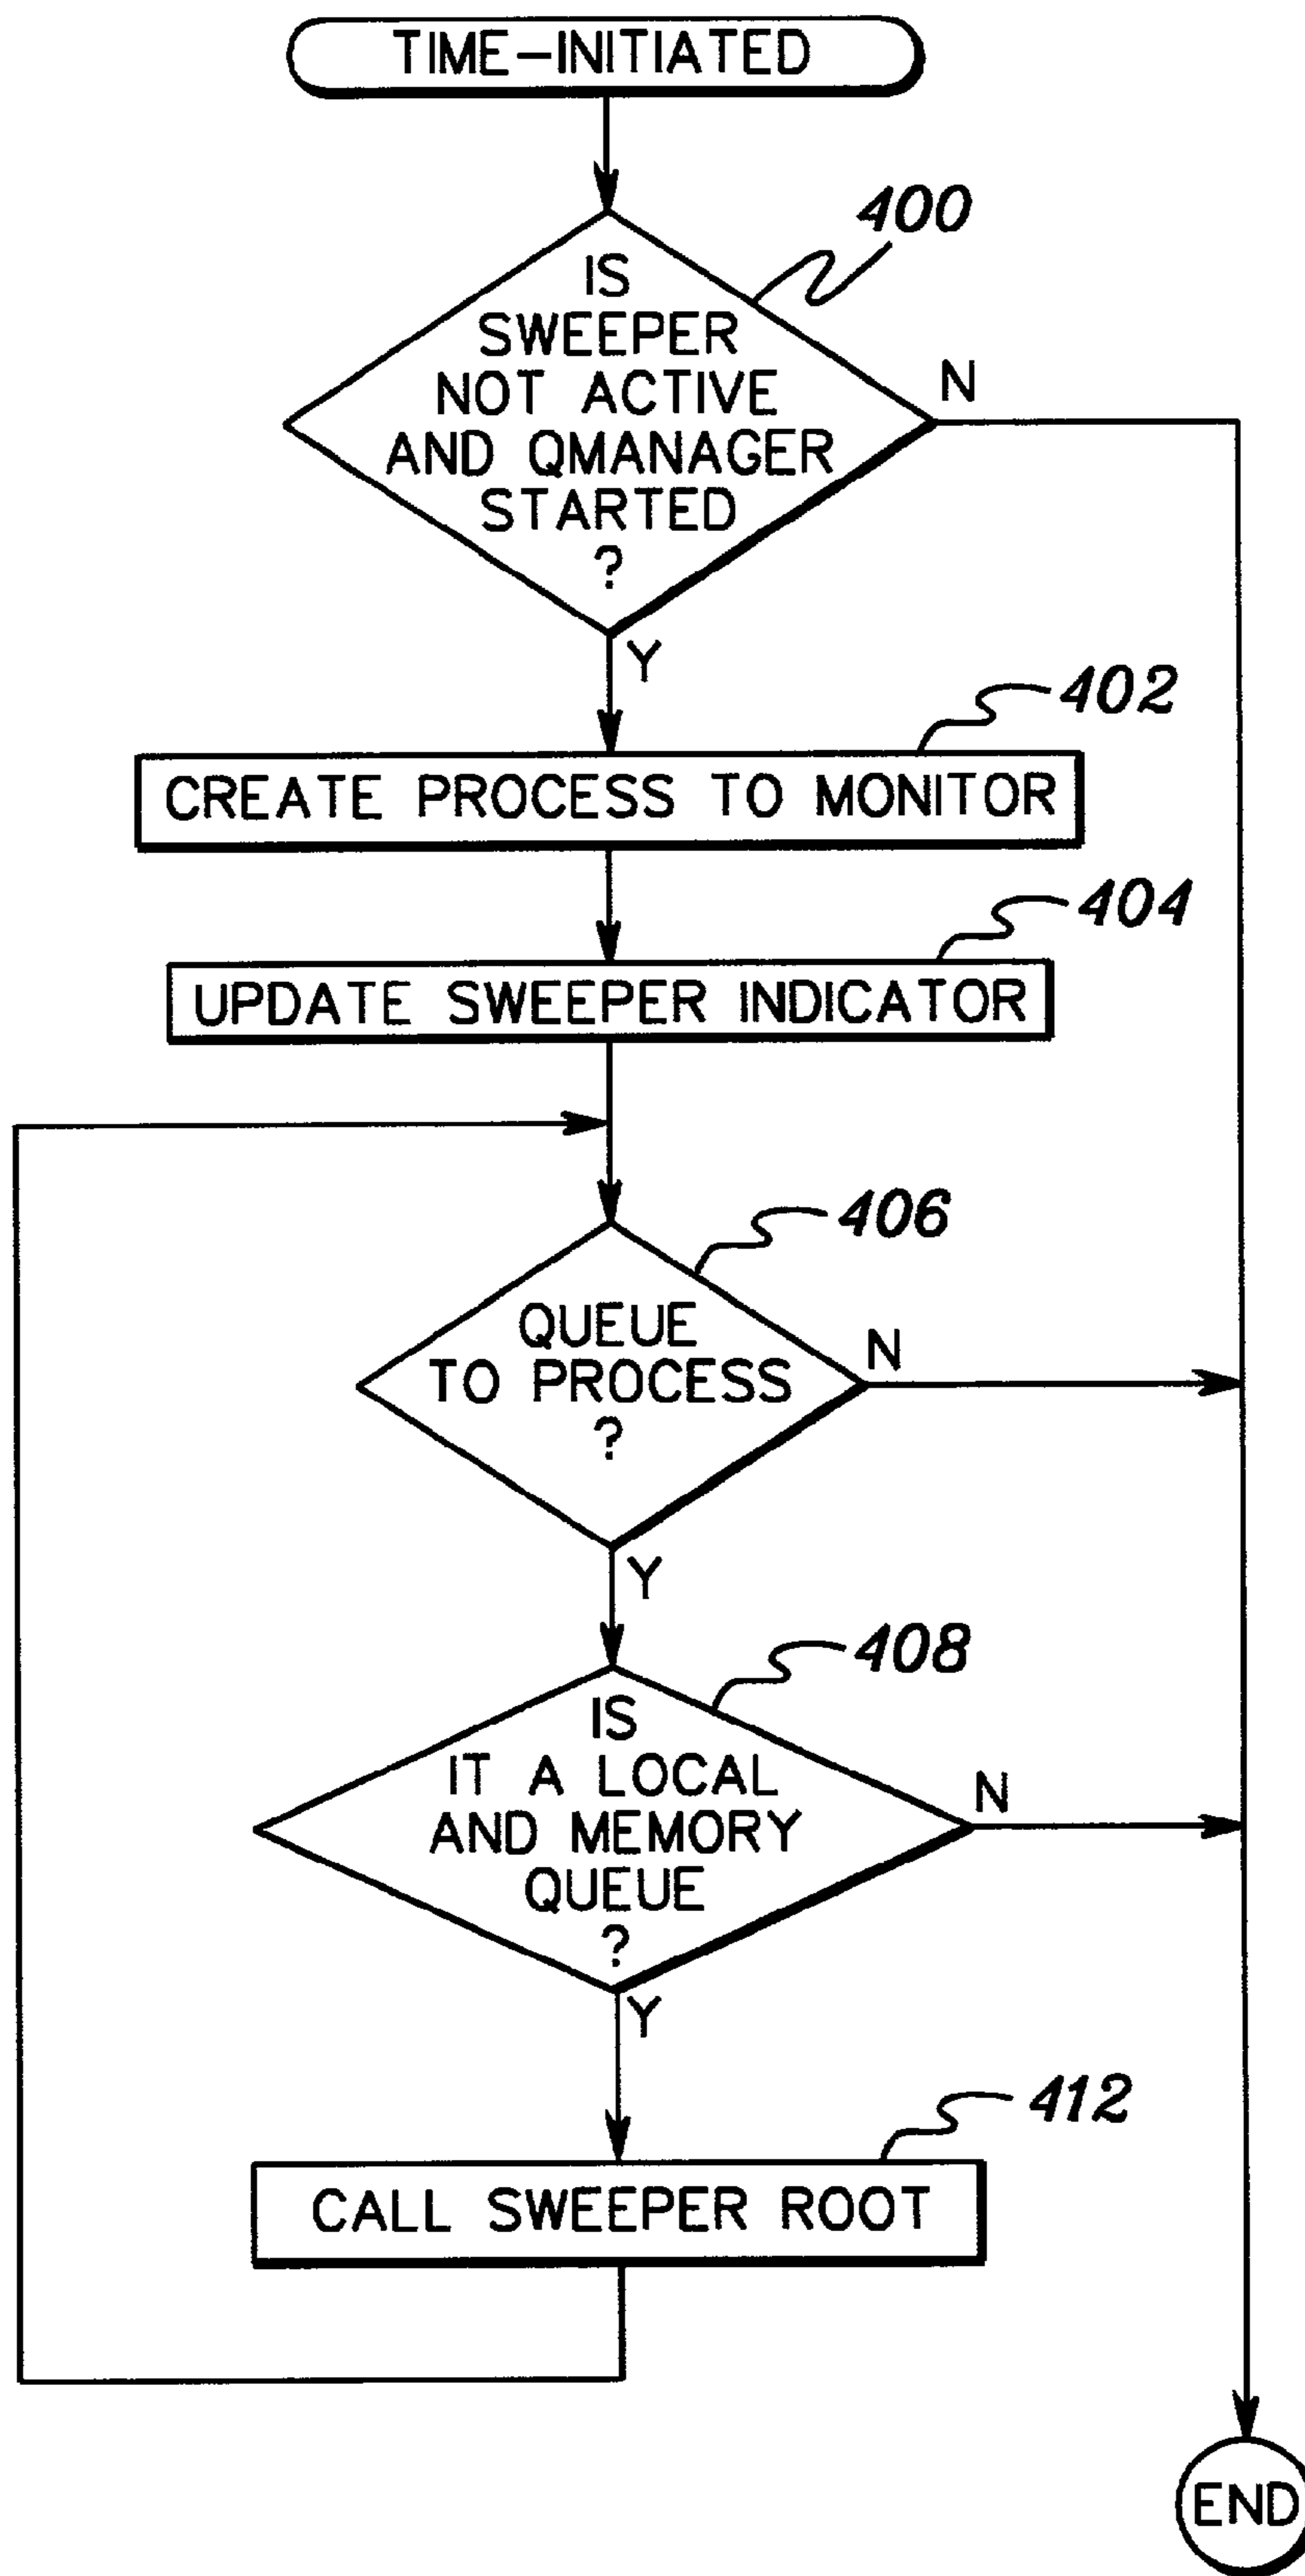 TIME-INITIATED
400
IS
SWEEPER
NOT ACTIVE
AND QMANAGER
STARTED
?
N
Y
402
CREATE PROCESS TO MONITOR
404
UPDATE SWEEPER INDICATOR
406
QUEUE
TO PROCESS
?
N
Y
408
IS
IT A LOCAL
AND MEMORY
QUEUE
?
N
Y
412
CALL SWEEPER ROOT
END